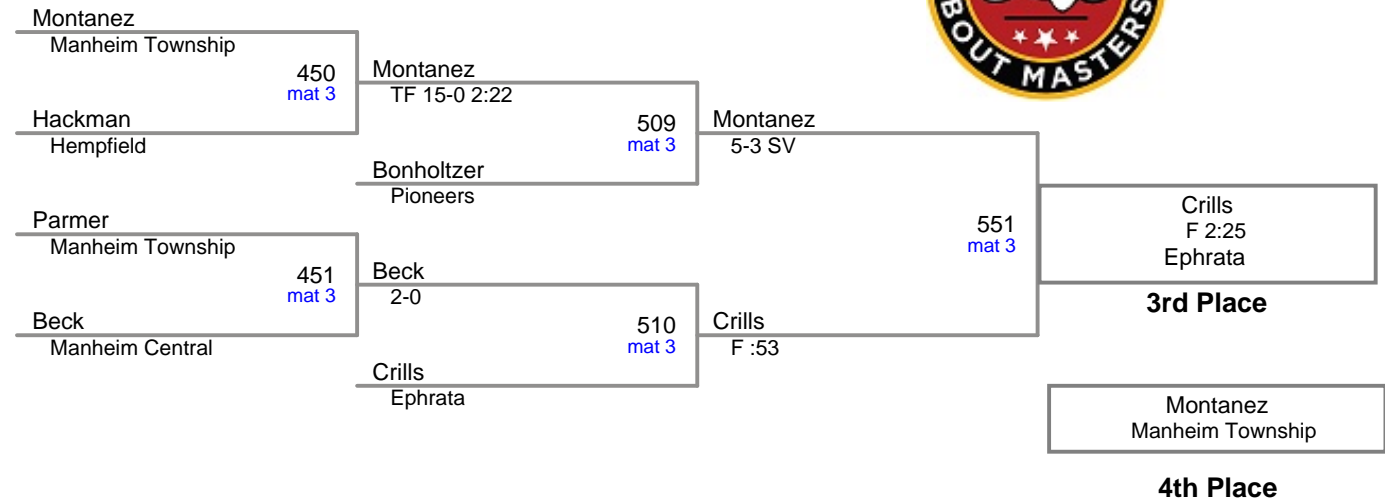 Montanez
Manheim Township
450
mat 3
Hackman
Hempfield
Montanez
TF 15-0 2:22
509
mat 3
Bonholtzer
Pioneers
Parmer
Manheim Township
451
mat 3
Beck
Manheim Central
Beck
2-0
510
mat 3
Crills
Ephrata
Montanez
5-3 SV
551
mat 3
Crills
F :53
Crills
F 2:25
Ephrata
3rd Place
Montanez
Manheim Township
4th Place
BOUT MASTERS